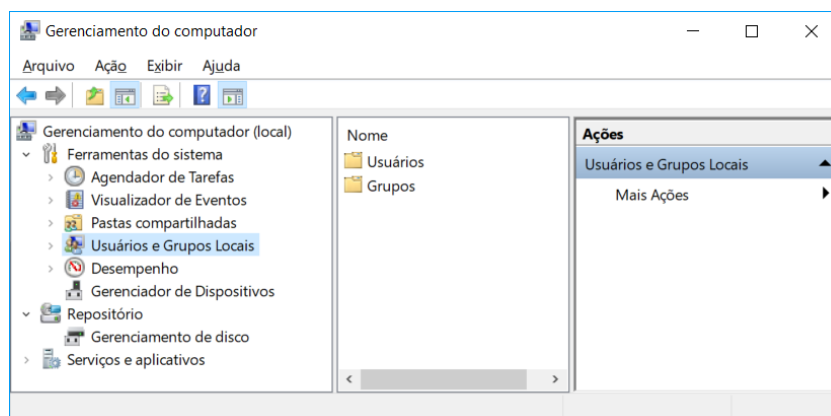 Gerenciamento do computador
Arquivo Ação Exibir Ajuda
Gerenciamento do computador (local)
Ferramentas do sistema
Agendador de Tarefas
Visualizador de Eventos
Pastas compartilhadas
Usuários e Grupos Locais
Desempenho
Gerenciador de Dispositivos
Repositório
Gerenciamento de disco
Serviços e aplicativos
Nome
Usuários
Grupos
Ações
Usuários e Grupos Locais
Mais Ações